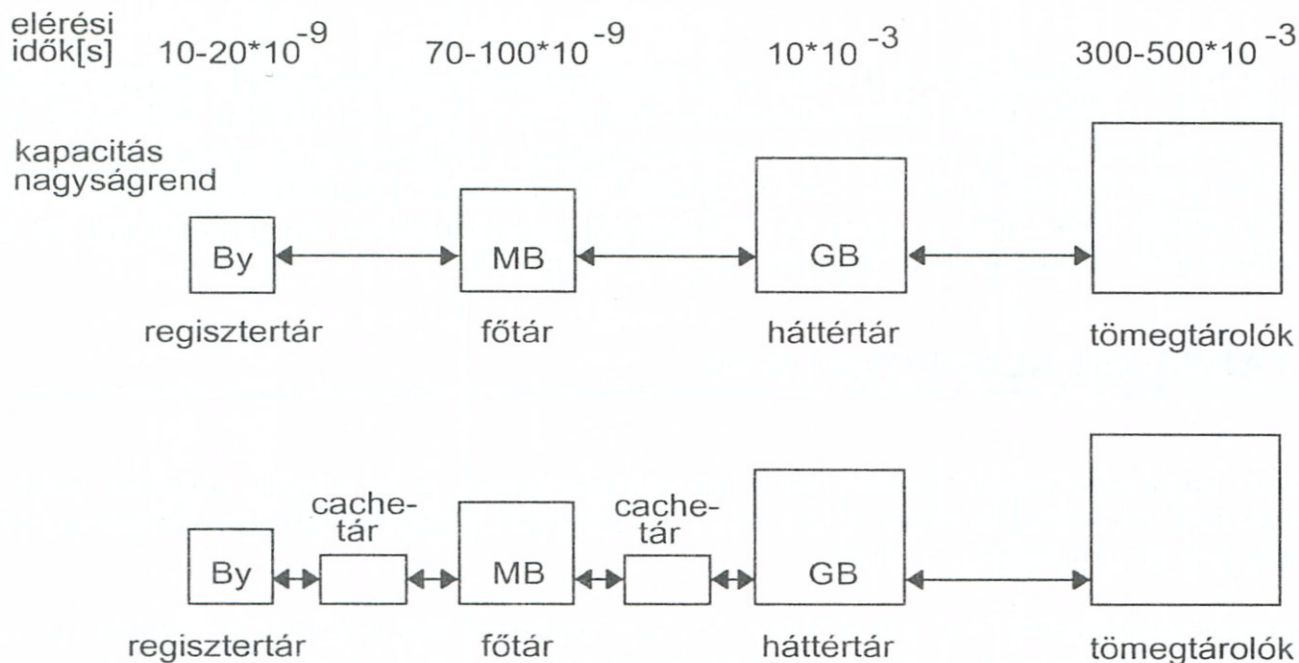 elérési
idők[s] 10-20*10^-9 70-100*10^-9 10*10^-3 300-500*10^-3
kapacitás
nagyságrend
By MB GB
regisztertár főtár háttértár tömegtárolók
cache-
tár
cache-
tár
By MB GB
regisztertár főtár háttértár tömegtárolók